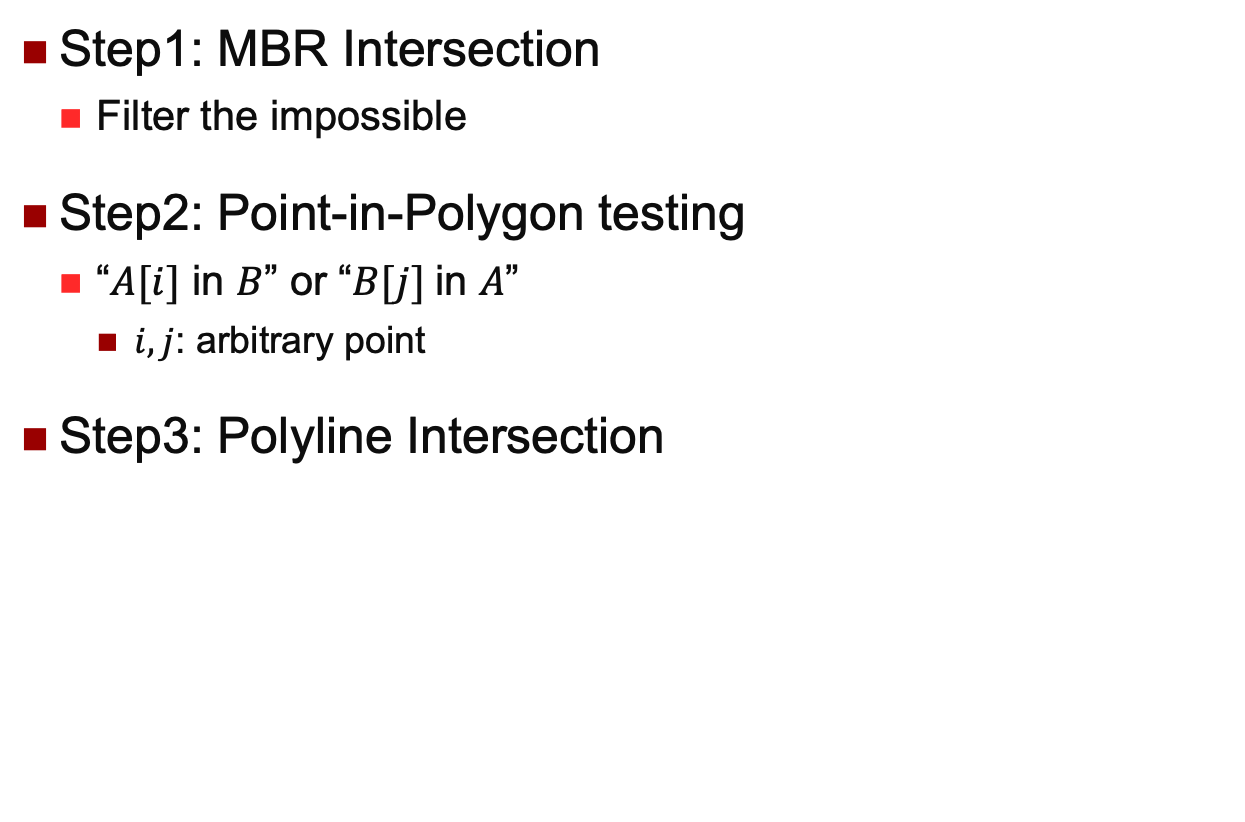 Step1: MBR Intersection
Filter the impossible
Step2: Point-in-Polygon testing
“A[i] in B” or “B[j] in A”
i, j: arbitrary point
Step3: Polyline Intersection